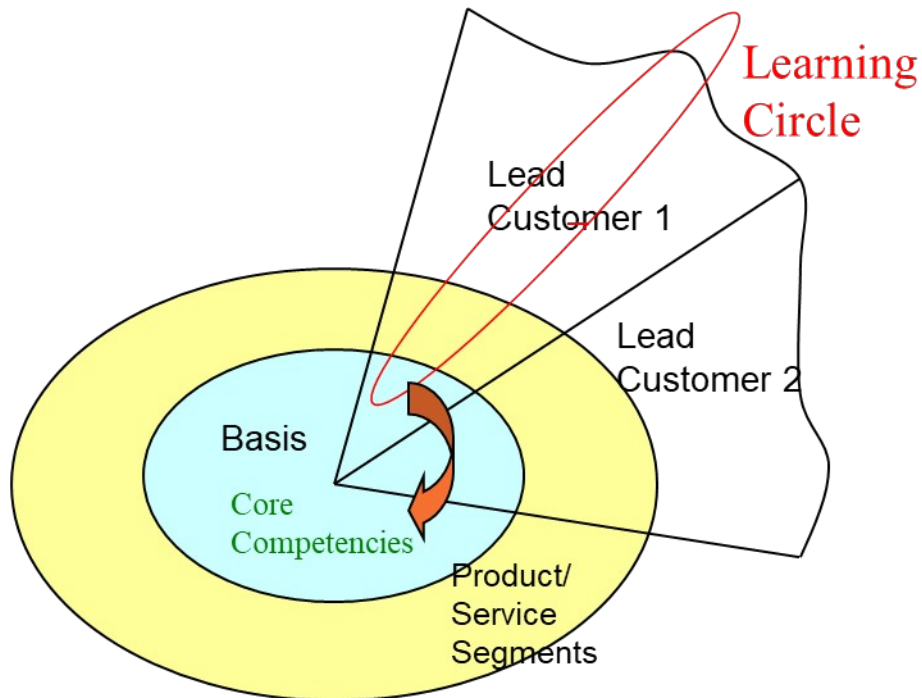 Learning
Circle
Lead
Customer 1
Lead
Customer 2
Basis
Core
Competencies
Product/
Service
Segments